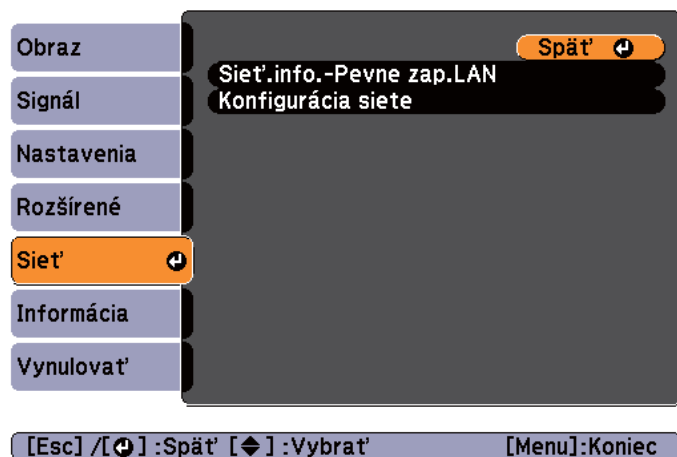 Obraz
Signál
Nastavenia
Rozšírené
Sieť
Informácia
Vynulovať
Späť
Sieť.info.-Pevne zap.LAN
Konfigurácia siete
[Esc] /[ ] :Späť [ ] :Vybrať [Menu]:Koniec